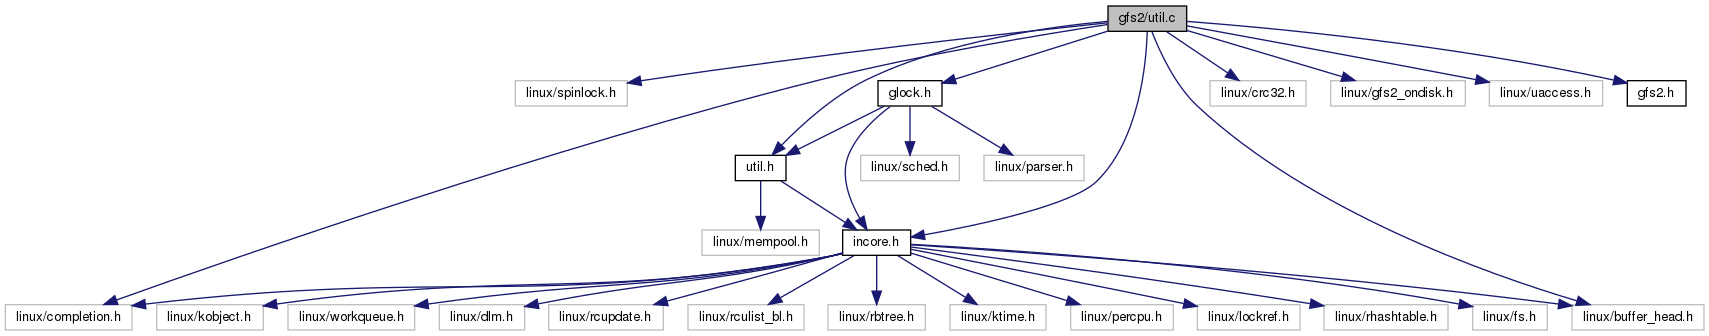 gfs2/util.c
linux/spinlock.h
glock.h
linux/crc32.h
linux/gfs2_ondisk.h
linux/uaccess.h
gfs2.h
util.h
linux/sched.h
linux/parser.h
linux/mempool.h
incore.h
linux/completion.h
linux/kobject.h
linux/workqueue.h
linux/dlm.h
linux/rcupdate.h
linux/rculist_bl.h
linux/rbtree.h
linux/ktime.h
linux/percpu.h
linux/lockref.h
linux/rhashtable.h
linux/fs.h
linux/buffer_head.h